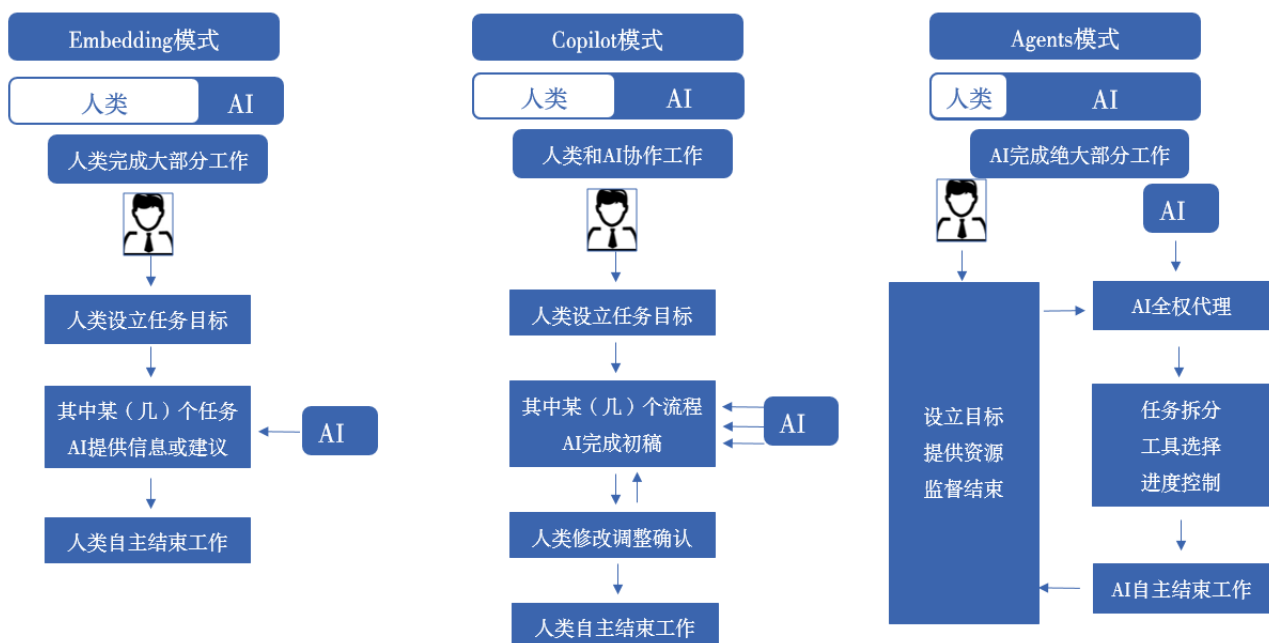 Embedding模式
人类
AI
人类完成大部分工作
人类设立任务目标
其中某（几）个任务
AI提供信息或建议
AI
人类自主结束工作
Copilot模式
人类
AI
人类和AI协作工作
人类设立任务目标
其中某（几）个流程
AI完成初稿
AI
人类修改调整确认
人类自主结束工作
Agents模式
人类
AI
AI完成绝大部分工作
AI
设立目标
提供资源
监督结束
AI全权代理
任务拆分
工具选择
进度控制
AI自主结束工作